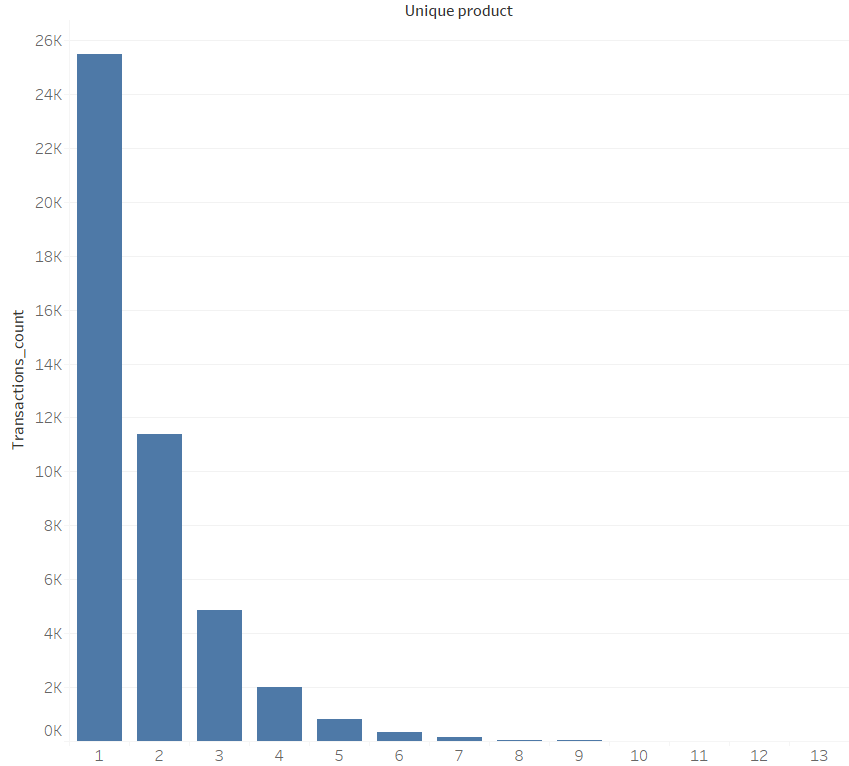 Unique product
26K
24K
22K
20K
18K
16K
14K
12K
10K
8K
6K
4K
2K
0K
Transactions_count
1 2 3 4 5 6 7 8 9 10 11 12 13